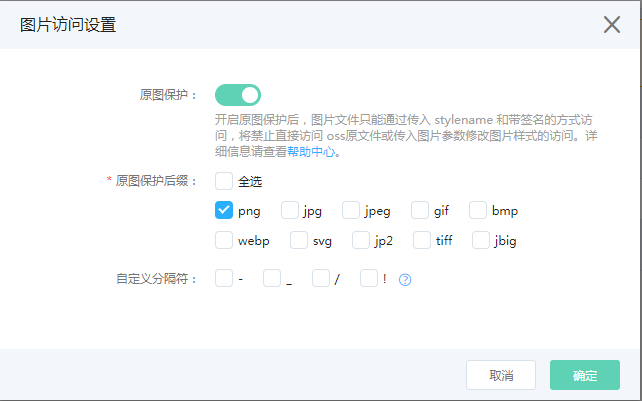 图片访问设置
原图保护：
开启原图保护后，图片文件只能通过传入 stylename 和带签名的方式访
问，将禁止直接访问 oss原文件或传入图片参数修改图片样式的访问。详
细信息请查看帮助中心。
* 原图保护后缀： 全选
png jpg jpeg gif bmp
webp svg jp2 tiff jbig
自定义分隔符： - _ / ! ?
取消 确定